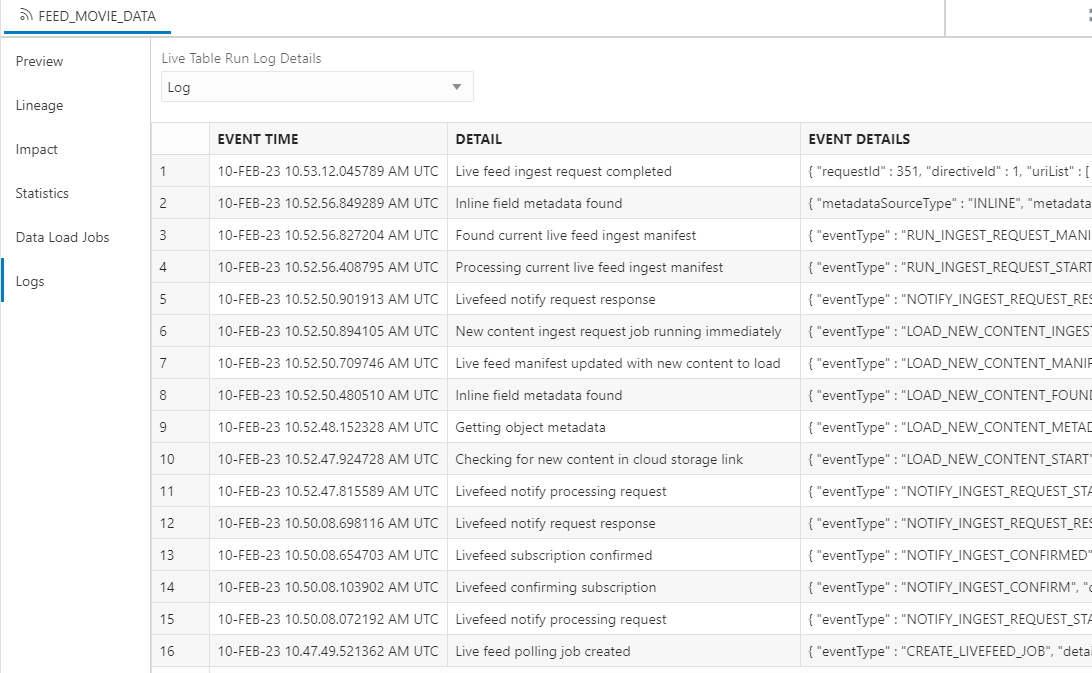 FEED_MOVIE_DATA
Preview
Lineage
Impact
Statistics
Data Load Jobs
Logs
Live Table Run Log Details
Log
EVENT TIME DETAIL EVENT DETAILS
1 10-FEB-23 10.53.12.045789 AM UTC Live feed ingest request completed { "requestId" : 351, "directiveId" : 1, "uriList" : [
2 10-FEB-23 10.52.56.849289 AM UTC Inline field metadata found { "metadataSourceType" : "INLINE", "metadata
3 10-FEB-23 10.52.56.827204 AM UTC Found current live feed ingest manifest { "eventType" : "RUN_INGEST_REQUEST_MANI
4 10-FEB-23 10.52.56.408795 AM UTC Processing current live feed ingest manifest { "eventType" : "RUN_INGEST_REQUEST_START
5 10-FEB-23 10.52.50.901913 AM UTC Livefeed notify request response { "eventType" : "NOTIFY_INGEST_REQUEST_RES
6 10-FEB-23 10.52.50.894105 AM UTC New content ingest request job running immediately { "eventType" : "LOAD_NEW_CONTENT_INGEST
7 10-FEB-23 10.52.50.709746 AM UTC Live feed manifest updated with new content to load { "eventType" : "LOAD_NEW_CONTENT_MANIF
8 10-FEB-23 10.52.50.480510 AM UTC Inline field metadata found { "eventType" : "LOAD_NEW_CONTENT_FOUND
9 10-FEB-23 10.52.48.152328 AM UTC Getting object metadata { "eventType" : "LOAD_NEW_CONTENT_METAD
10 10-FEB-23 10.52.47.924728 AM UTC Checking for new content in cloud storage link { "eventType" : "LOAD_NEW_CONTENT_START"
11 10-FEB-23 10.52.47.815589 AM UTC Livefeed notify processing request { "eventType" : "NOTIFY_INGEST_REQUEST_STA
12 10-FEB-23 10.50.08.698116 AM UTC Livefeed notify request response { "eventType" : "NOTIFY_INGEST_REQUEST_RES
13 10-FEB-23 10.50.08.654703 AM UTC Livefeed subscription confirmed { "eventType" : "NOTIFY_INGEST_CONFIRMED"
14 10-FEB-23 10.50.08.103902 AM UTC Livefeed confirming subscription { "eventType" : "NOTIFY_INGEST_CONFIRM", "d
15 10-FEB-23 10.50.08.072192 AM UTC Livefeed notify processing request { "eventType" : "NOTIFY_INGEST_REQUEST_STA
16 10-FEB-23 10.47.49.521362 AM UTC Live feed polling job created { "eventType" : "CREATE_LIVEFEED_JOB", "detai